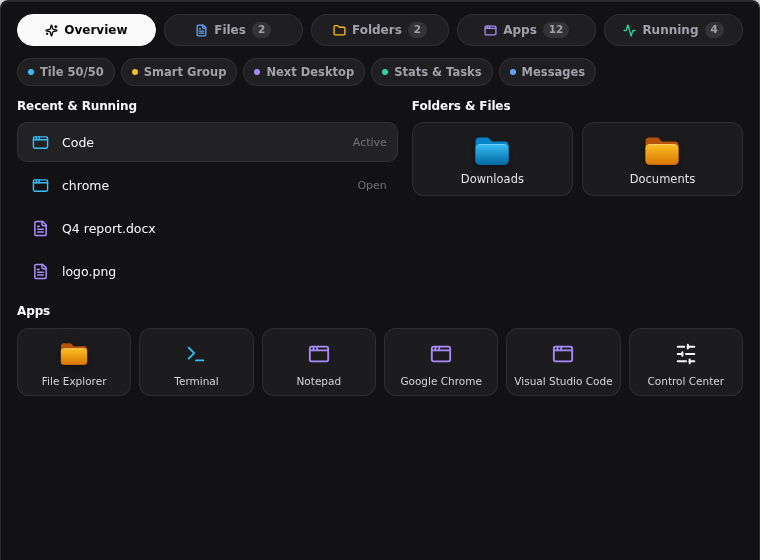 Overview
Files 2
Folders 2
Apps 12
Running 4
Tile 50/50
Smart Group
Next Desktop
Stats & Tasks
Messages
Recent & Running
Code Active
chrome Open
Q4 report.docx
logo.png
Folders & Files
Downloads
Documents
Apps
File Explorer
Terminal
Notepad
Google Chrome
Visual Studio Code
Control Center